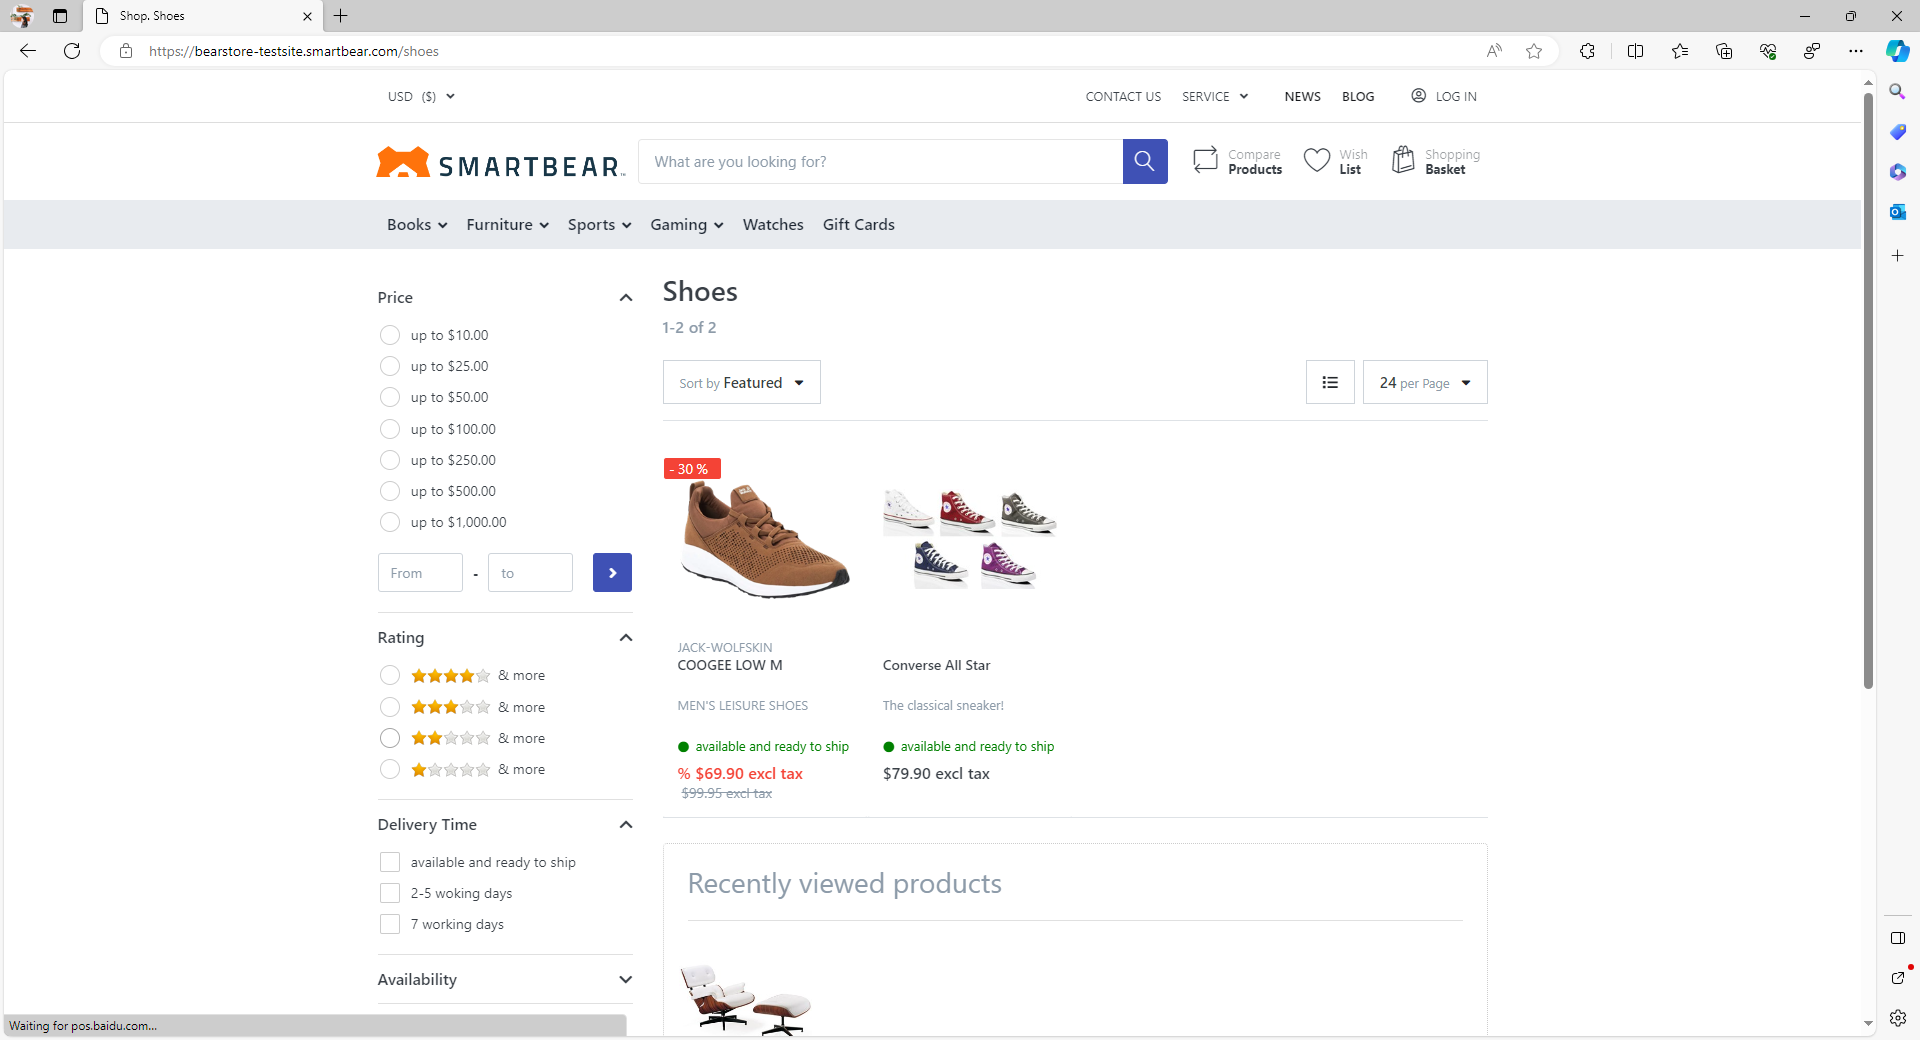 Shop. Shoes
https://bearstore-testsite.smartbear.com/shoes
USD ($)
CONTACT US SERVICE NEWS BLOG LOG IN
SMARTBEAR
What are you looking for?
Compare Products
Wish List
Shopping Basket
Books Furniture Sports Gaming Watches Gift Cards
Price
up to $10.00
up to $25.00
up to $50.00
up to $100.00
up to $250.00
up to $500.00
up to $1,000.00
From - to
Rating
& more
& more
& more
& more
Delivery Time
available and ready to ship
2-5 woking days
7 working days
Availability
Shoes
1-2 of 2
Sort by Featured
24 per Page
- 30 %
JACK-WOLFSKIN
COOGEE LOW M
MEN'S LEISURE SHOES
available and ready to ship
% $69.90 excl tax
$99.95 excl tax
Converse All Star
The classical sneaker!
available and ready to ship
$79.90 excl tax
Recently viewed products
Waiting for pos.baidu.com...